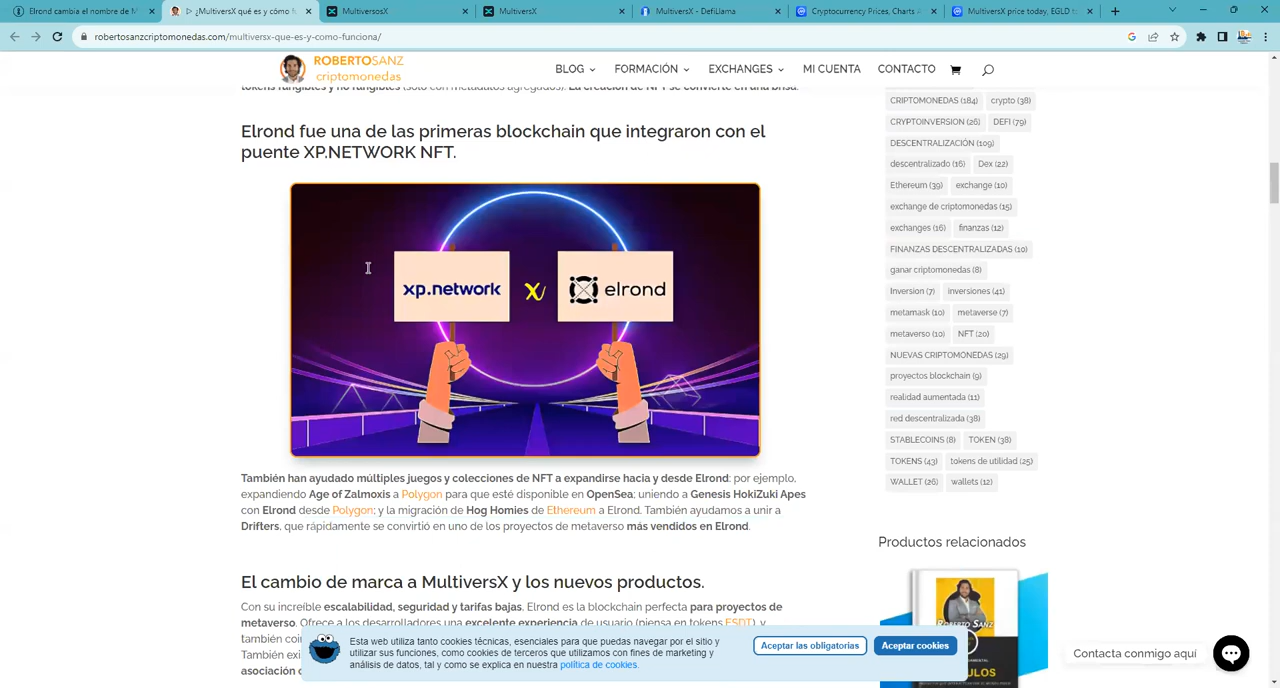 Elrond cambia el nombre de M
▷ ¿MultiversX qué es y cómo f
MultiversosX
MultiversX
MultiversX - DefiLlama
Cryptocurrency Prices, Charts A
MultiversX price today, EGLD to
robertosanzcriptomonedas.com/multiversx-que-es-y-como-funciona/
ROBERTOSANZ
criptomonedas
BLOG
FORMACIÓN
EXCHANGES
MI CUENTA
CONTACTO
tokens fungibles y no fungibles (solo con metadatos agregados). La creación de NFT se convierte en una brisa.
Elrond fue una de las primeras blockchain que integraron con el
puente XP.NETWORK NFT.
xp.network
X
elrond
También han ayudado múltiples juegos y colecciones de NFT a expandirse hacia y desde Elrond: por ejemplo,
expandiendo Age of Zalmoxis a Polygon para que esté disponible en OpenSea; uniendo a Genesis HokiZuki Apes
con Elrond desde Polygon; y la migración de Hog Homies de Ethereum a Elrond. También ayudamos a unir a
Drifters, que rápidamente se convirtió en uno de los proyectos de metaverso más vendidos en Elrond.
El cambio de marca a MultiversX y los nuevos productos.
Con su increíble escalabilidad, seguridad y tarifas bajas. Elrond es la blockchain perfecta para proyectos de
metaverso. Ofrece a los desarrolladores una excelente experiencia de usuario (piensa en tokens ESDT), y
también coi
También exi
asociación c
CRIPTOMONEDAS (184)
crypto (38)
CRYPTOINVERSION (26)
DEFI (79)
DESCENTRALIZACIÓN (109)
descentralizado (16)
Dex (22)
Ethereum (39)
exchange (10)
exchange de criptomonedas (15)
exchanges (16)
finanzas (12)
FINANZAS DESCENTRALIZADAS (10)
ganar criptomonedas (8)
Inversion (7)
inversiones (41)
metamask (10)
metaverse (7)
metaverso (10)
NFT (20)
NUEVAS CRIPTOMONEDAS (29)
proyectos blockchain (9)
realidad aumentada (11)
red descentralizada (38)
STABLECOINS (8)
TOKEN (38)
TOKENS (43)
tokens de utilidad (25)
WALLET (26)
wallets (12)
Productos relacionados
ROBERTO SANZ
Esta web utiliza tanto cookies técnicas, esenciales para que puedas navegar por el sitio y
utilizar sus funciones, como cookies de terceros que utilizamos con fines de marketing y
análisis de datos, tal y como se explica en nuestra política de cookies.
Aceptar las obligatorias
Aceptar cookies
Contacta conmigo aquí